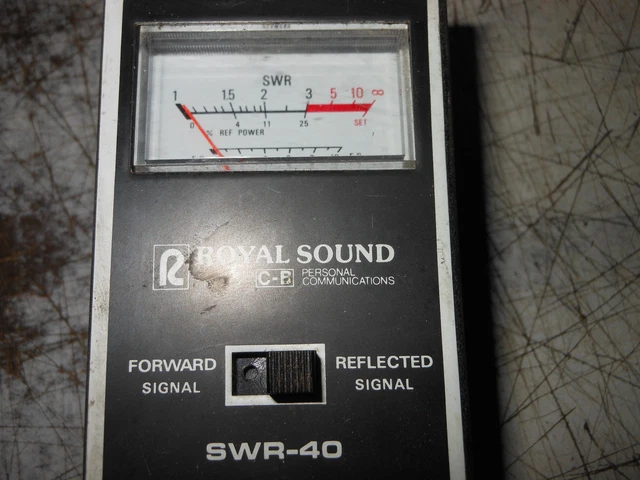 SWR
1 1.5 2 3 5 10 ∞
0 4 11 25 SET
% REF POWER
R ROYAL SOUND
C-P PERSONAL
COMMUNICATIONS
FORWARD REFLECTED
SIGNAL SIGNAL
SWR-40